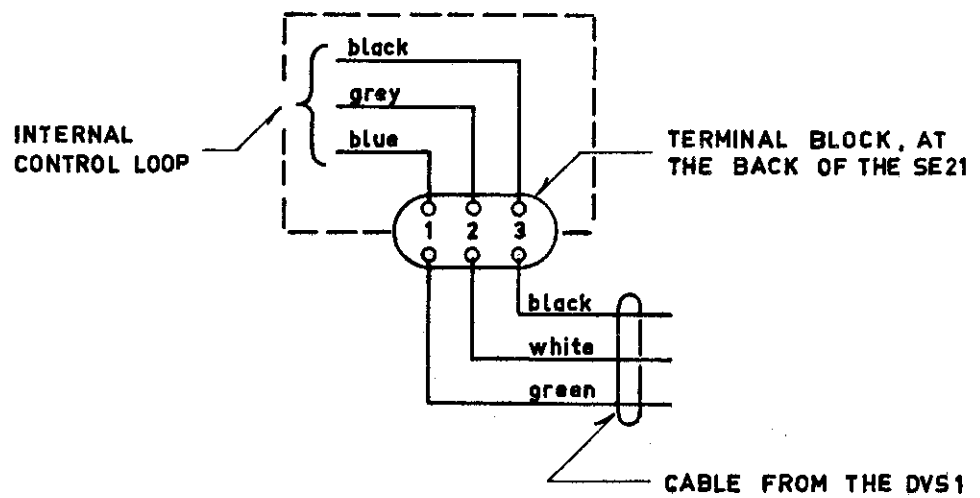 black
grey
blue
INTERNAL
CONTROL LOOP
TERMINAL BLOCK, AT
THE BACK OF THE SE21
1 2 3
black
white
green
CABLE FROM THE DVS1